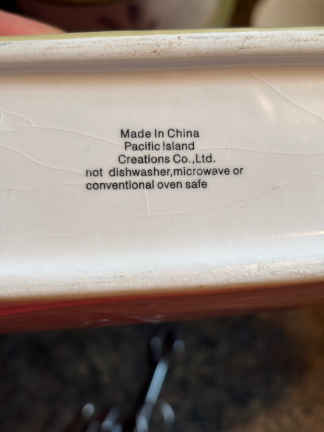 Made In China
Pacific Island
Creations Co.,Ltd.
not dishwasher,microwave or
conventional oven safe